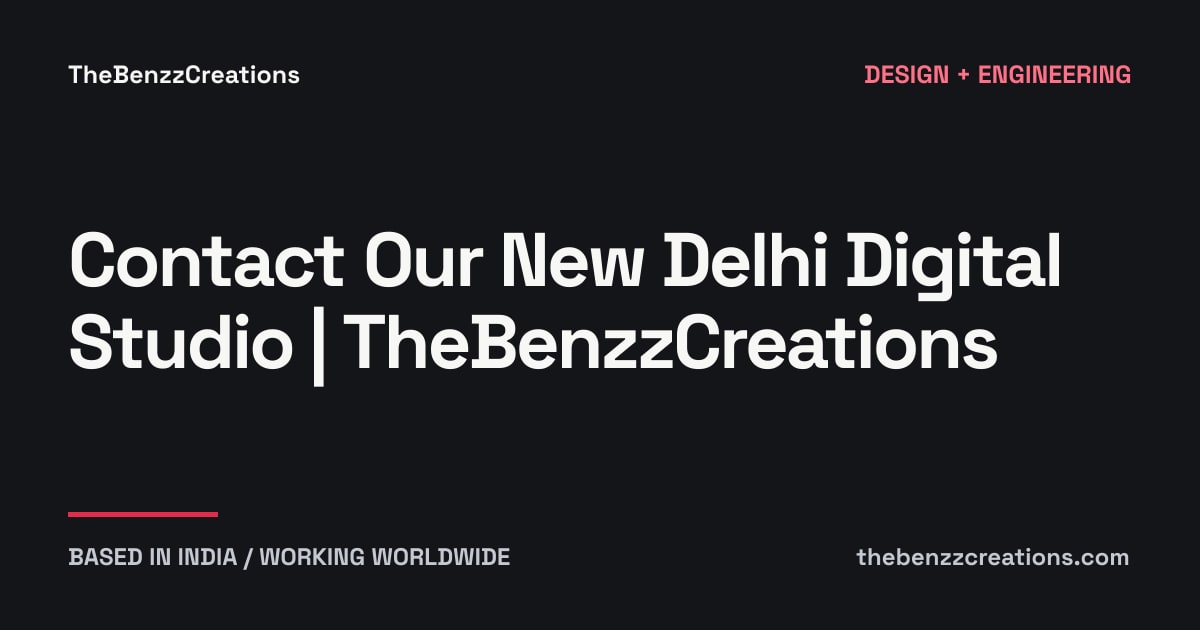 TheBenzzCreations
DESIGN + ENGINEERING
Contact Our New Delhi Digital
Studio | TheBenzzCreations
BASED IN INDIA / WORKING WORLDWIDE
thebenzzcreations.com